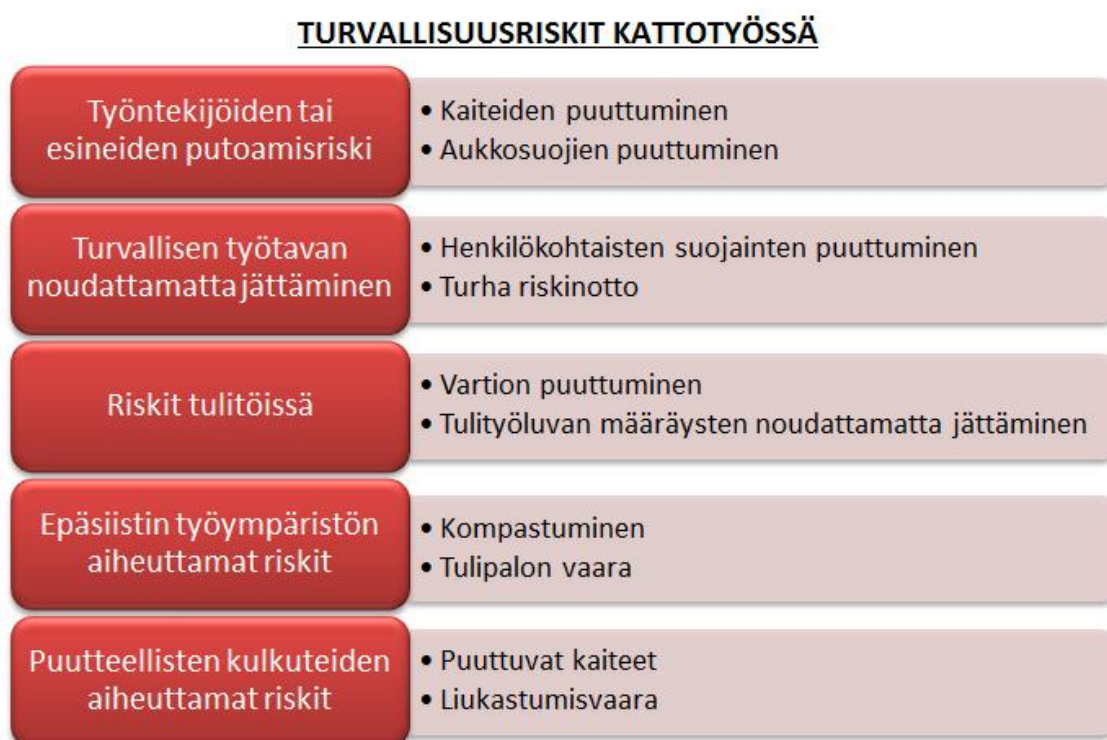 TURVALLISUUSRISKIT KATTOTYÖSSÄ
Työntekijöiden tai
esineiden putoamisriski
• Kaiteiden puuttuminen
• Aukkosuojien puuttuminen
Turvallisen työtavan
noudattamatta jättäminen
• Henkilökohtaisten suojainten puuttuminen
• Turha riskinotto
Riskit tulitöissä
• Vartion puuttuminen
• Tulityöluvan määräysten noudattamatta jättäminen
Epäsiistin työympäristön
aiheuttamat riskit
• Kompastuminen
• Tulipalon vaara
Puutteellisten kulkuteiden
aiheuttamat riskit
• Puuttuvat kaiteet
• Liukastumisvaara